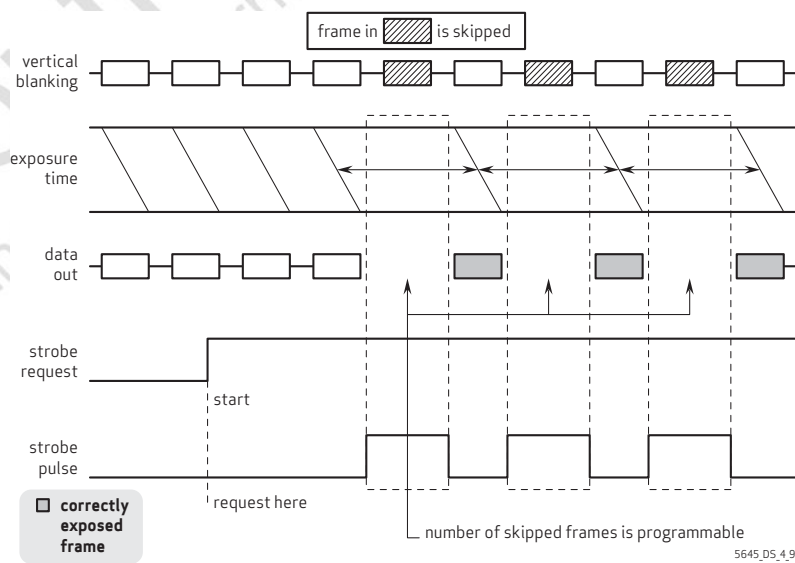 frame in is skipped
vertical
blanking
exposure
time
data
out
strobe
request
start
strobe
pulse
request here
correctly
exposed
frame
number of skipped frames is programmable
5645_DS_4_9